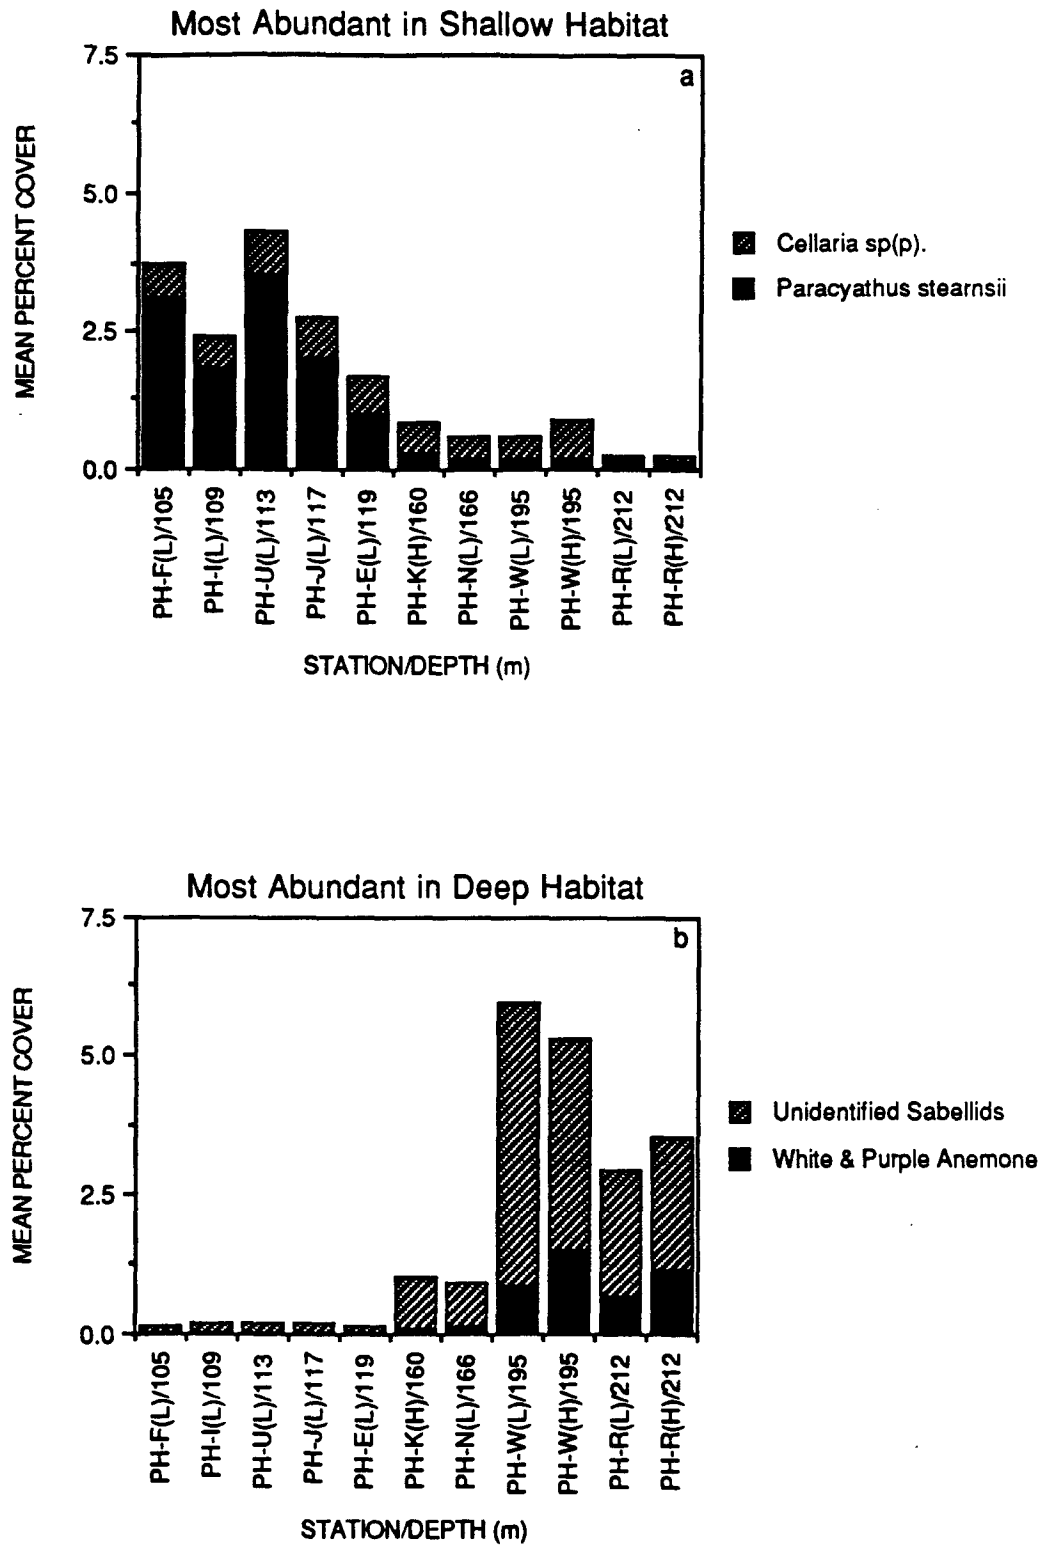 Most Abundant in Shallow Habitat
a
7.5
5.0
2.5
0.0
MEAN PERCENT COVER
Cellaria sp(p).
Paracyathus stearnsii
PH-F(L)/105
PH-I(L)/109
PH-U(L)/113
PH-J(L)/117
PH-E(L)/119
PH-K(H)/160
PH-N(L)/166
PH-W(L)/195
PH-W(H)/195
PH-R(L)/212
PH-R(H)/212
STATION/DEPTH (m)
Most Abundant in Deep Habitat
b
7.5
5.0
2.5
0.0
MEAN PERCENT COVER
Unidentified Sabellids
White & Purple Anemone
PH-F(L)/105
PH-I(L)/109
PH-U(L)/113
PH-J(L)/117
PH-E(L)/119
PH-K(H)/160
PH-N(L)/166
PH-W(L)/195
PH-W(H)/195
PH-R(L)/212
PH-R(H)/212
STATION/DEPTH (m)